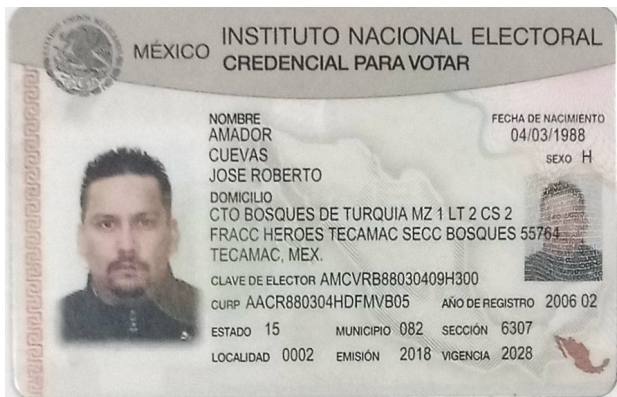 MÉXICO INSTITUTO NACIONAL ELECTORAL
CREDENCIAL PARA VOTAR
NOMBRE
AMADOR
CUEVAS
JOSE ROBERTO
FECHA DE NACIMIENTO
04/03/1988
SEXO H
DOMICILIO
CTO BOSQUES DE TURQUIA MZ 1 LT 2 CS 2
FRACC HEROES TECAMAC SECC BOSQUES 55764
TECAMAC, MEX.
CLAVE DE ELECTOR AMCVRB88030409H300
CURP AACR880304HDFMVB05 AÑO DE REGISTRO 2006 02
ESTADO 15 MUNICIPIO 082 SECCIÓN 6307
LOCALIDAD 0002 EMISIÓN 2018 VIGENCIA 2028